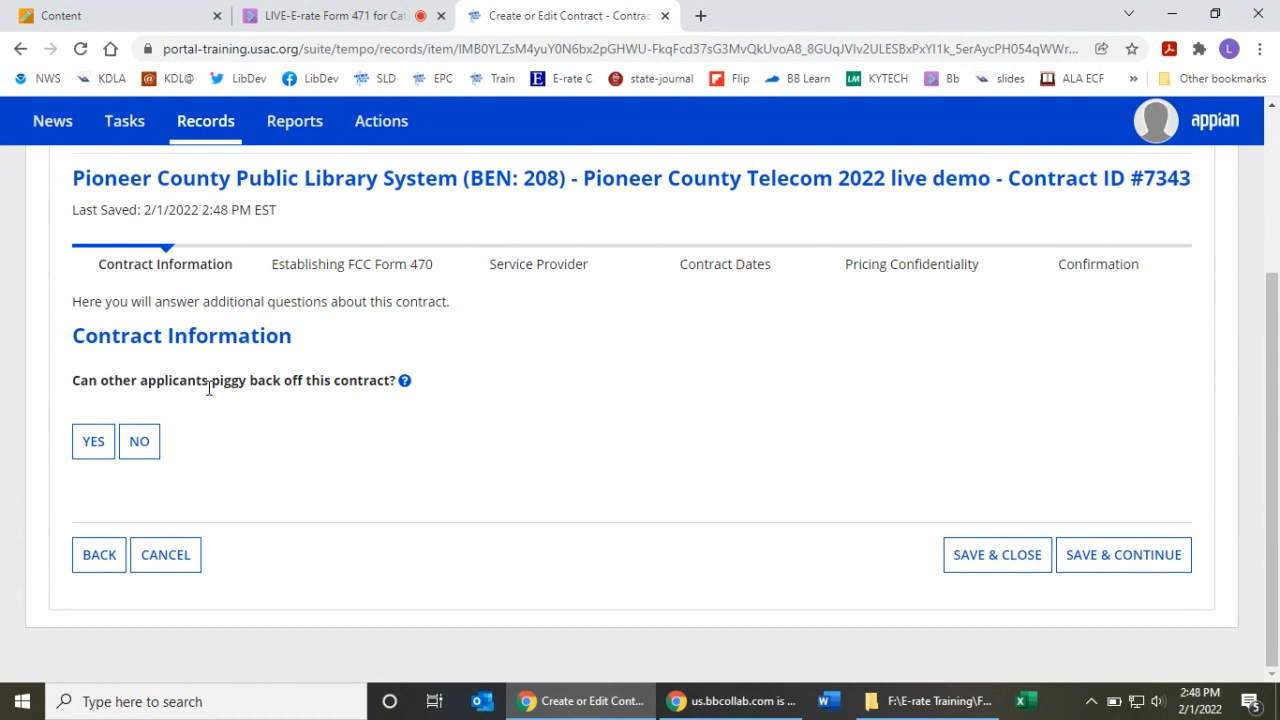 Content
LIVE-E-rate Form 471 for Cat
Create or Edit Contract - Contrac
portal-training.usac.org/suite/tempo/records/item/
NWS KDLA KDL@ LibDev LibDev SLD EPC Train E-rate C state-journal Flip BB Learn KYTECH Bb slides ALA ECF » Other bookmarks
News Tasks Records Reports Actions
appian
Pioneer County Public Library System (BEN: 208) - Pioneer County Telecom 2022 live demo - Contract ID #7343
Last Saved: 2/1/2022 2:48 PM EST
Contract Information Establishing FCC Form 470 Service Provider Contract Dates Pricing Confidentiality Confirmation
Here you will answer additional questions about this contract.
Contract Information
Can other applicants piggy back off this contract?
YES NO
BACK CANCEL SAVE & CLOSE SAVE & CONTINUE
Type here to search
Create or Edit Cont...
us.bbcollab.com is ...
F:\E-rate Training\F...
2:48 PM
2/1/2022